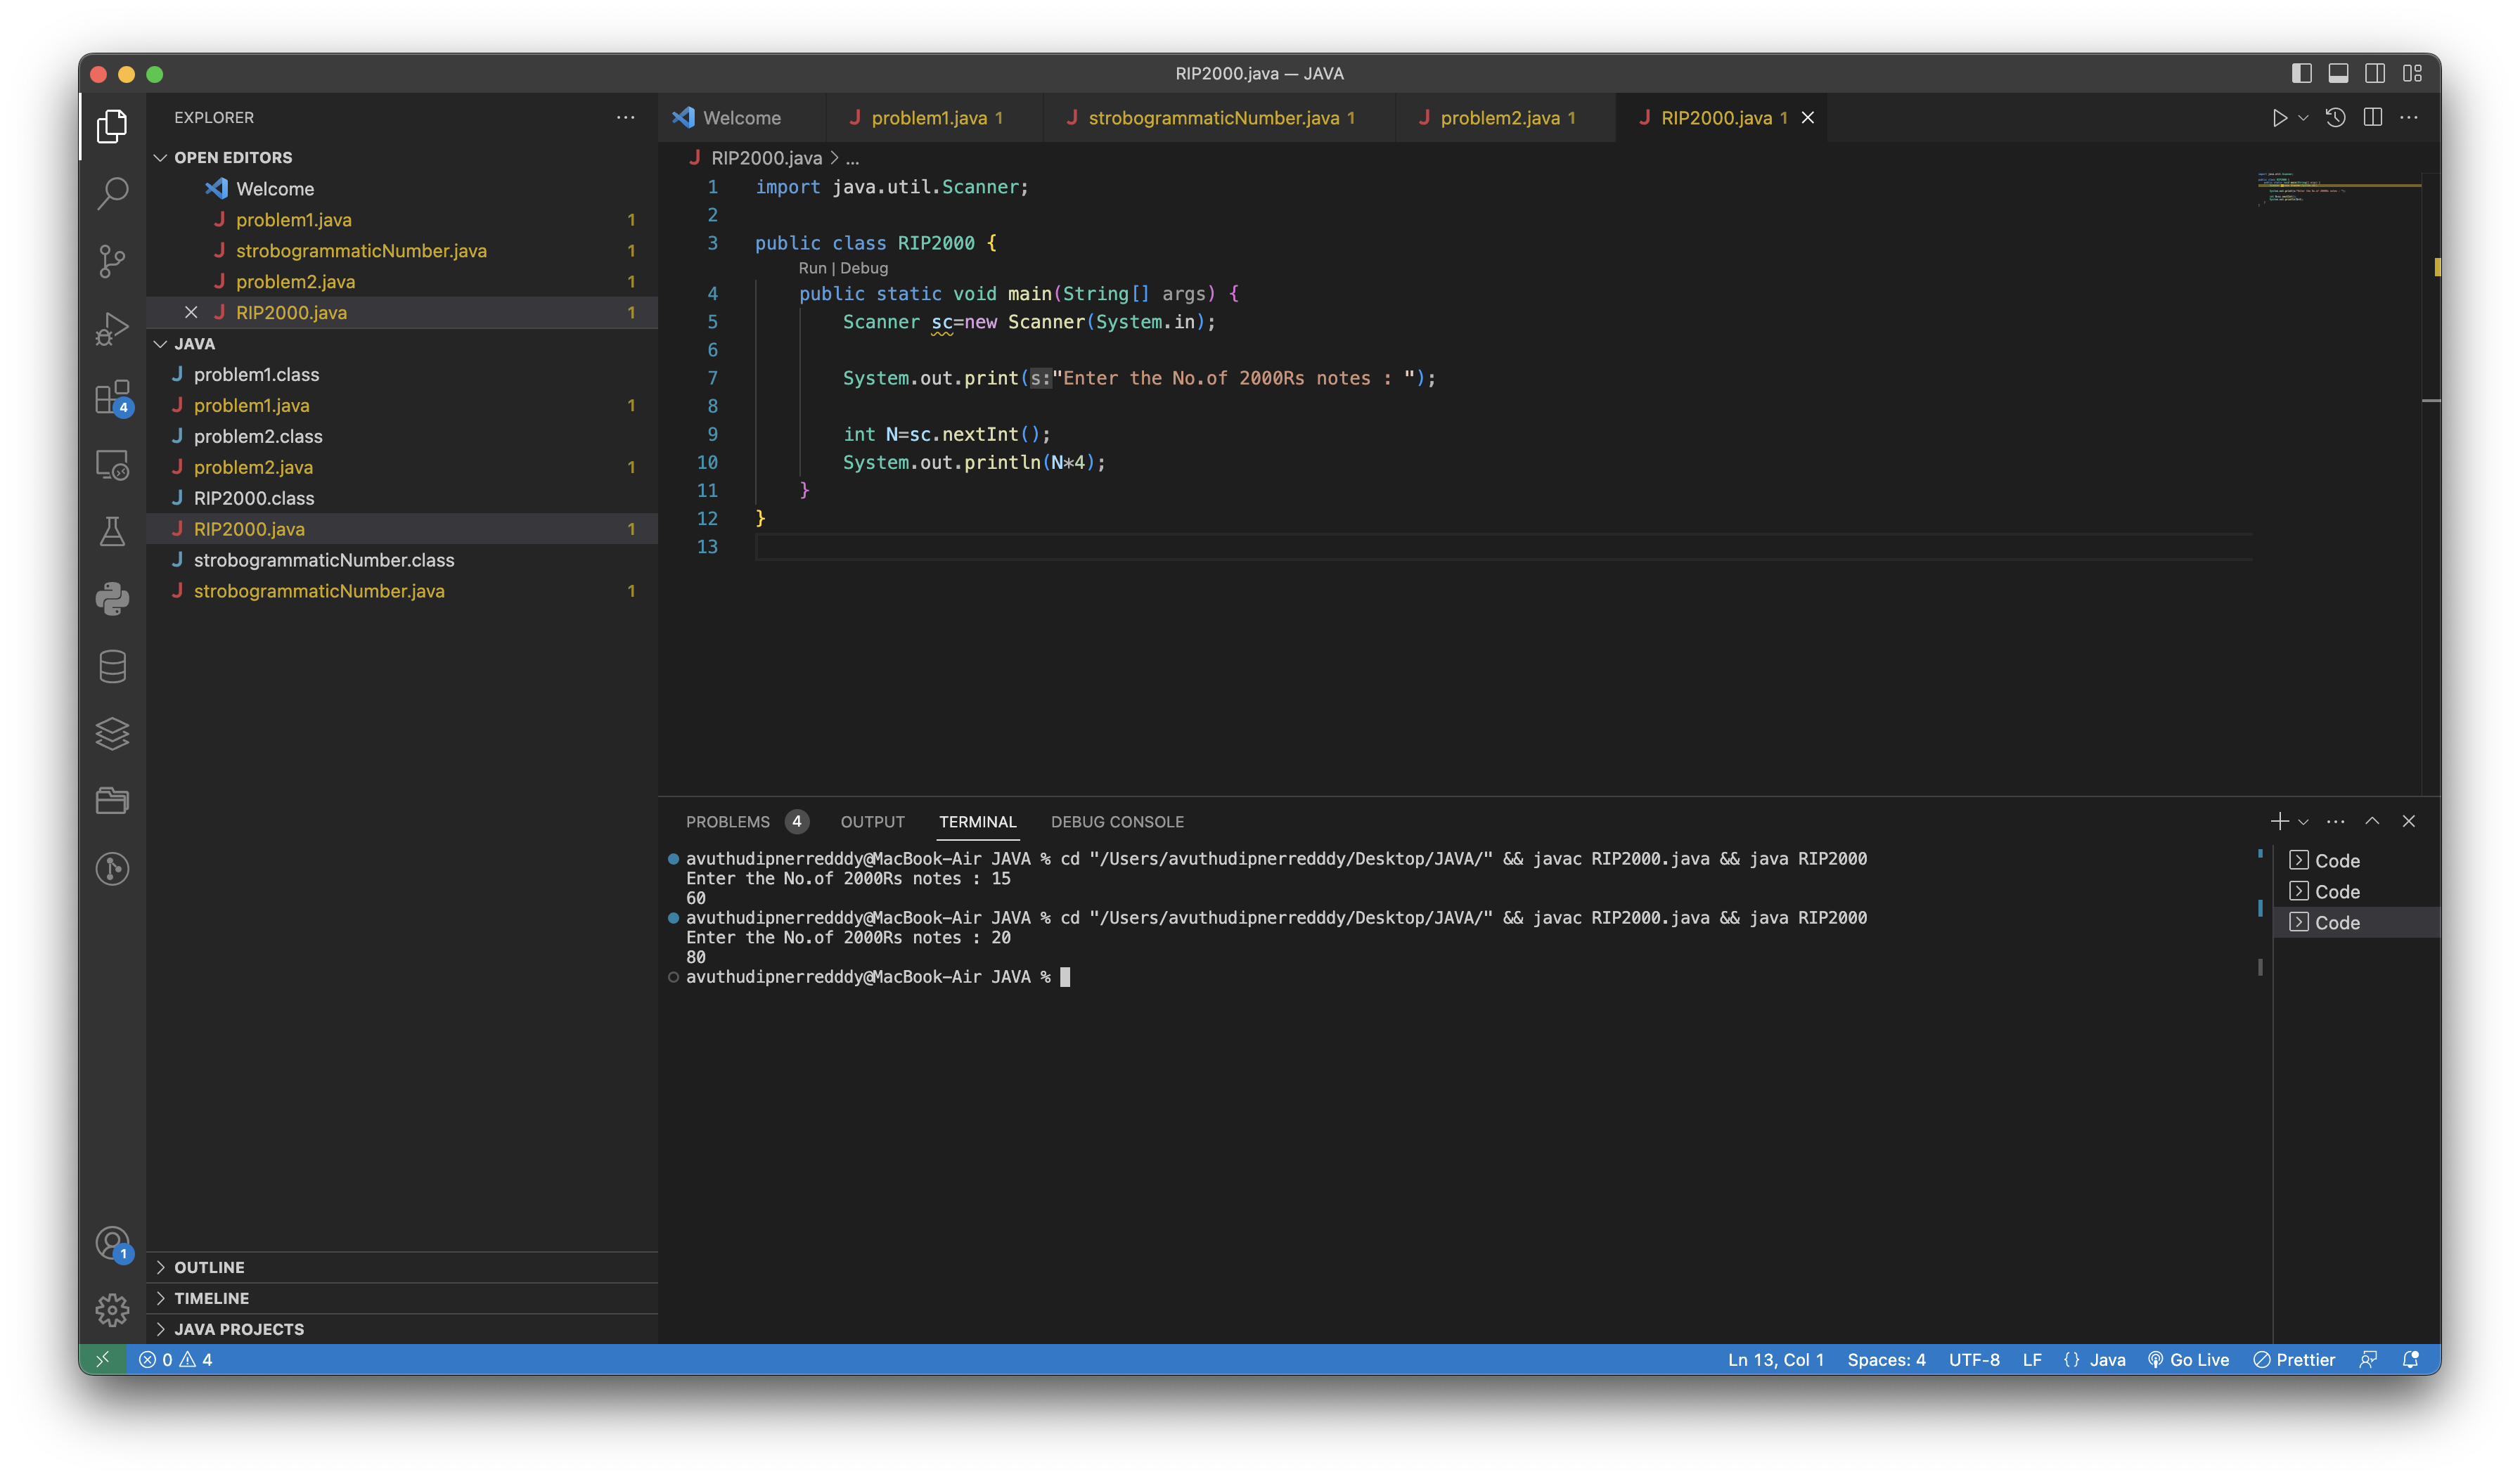 RIP2000.java — JAVA
EXPLORER
OPEN EDITORS
Welcome
problem1.java 1
strobogrammaticNumber.java 1
problem2.java 1
RIP2000.java 1
JAVA
problem1.class
problem1.java 1
problem2.class
problem2.java 1
RIP2000.class
RIP2000.java 1
strobogrammaticNumber.class
strobogrammaticNumber.java 1
OUTLINE
TIMELINE
JAVA PROJECTS
4
1
Welcome problem1.java 1 strobogrammaticNumber.java 1 problem2.java 1 RIP2000.java 1
RIP2000.java > ...
1 import java.util.Scanner;
2
3 public class RIP2000 {
Run | Debug
4 public static void main(String[] args) {
5 Scanner sc=new Scanner(System.in);
6
7 System.out.print(s:"Enter the No.of 2000Rs notes : ");
8
9 int N=sc.nextInt();
10 System.out.println(N*4);
11 }
12 }
13
PROBLEMS 4 OUTPUT TERMINAL DEBUG CONSOLE
avuthudipnerredddy@MacBook-Air JAVA % cd "/Users/avuthudipnerredddy/Desktop/JAVA/" && javac RIP2000.java && java RIP2000
Enter the No.of 2000Rs notes : 15
60
avuthudipnerredddy@MacBook-Air JAVA % cd "/Users/avuthudipnerredddy/Desktop/JAVA/" && javac RIP2000.java && java RIP2000
Enter the No.of 2000Rs notes : 20
80
avuthudipnerredddy@MacBook-Air JAVA %
Code
Code
Code
0 4 Ln 13, Col 1 Spaces: 4 UTF-8 LF {} Java Go Live Prettier